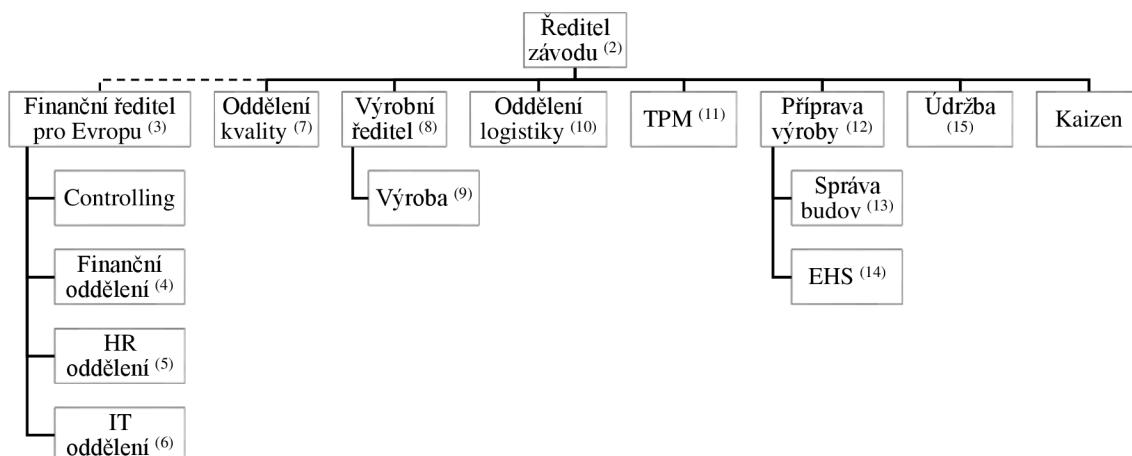 Ředitel
závodu (2)
Finanční ředitel
pro Evropu (3)
Oddělení
kvality (7)
Výrobní
ředitel (8)
Oddělení
logistiky (10)
TPM (11)
Příprava
výroby (12)
Údržba
(15)
Kaizen
Controlling
Výroba (9)
Správa
budov (13)
Finanční
oddělení (4)
EHS (14)
HR
oddělení (5)
IT
oddělení (6)